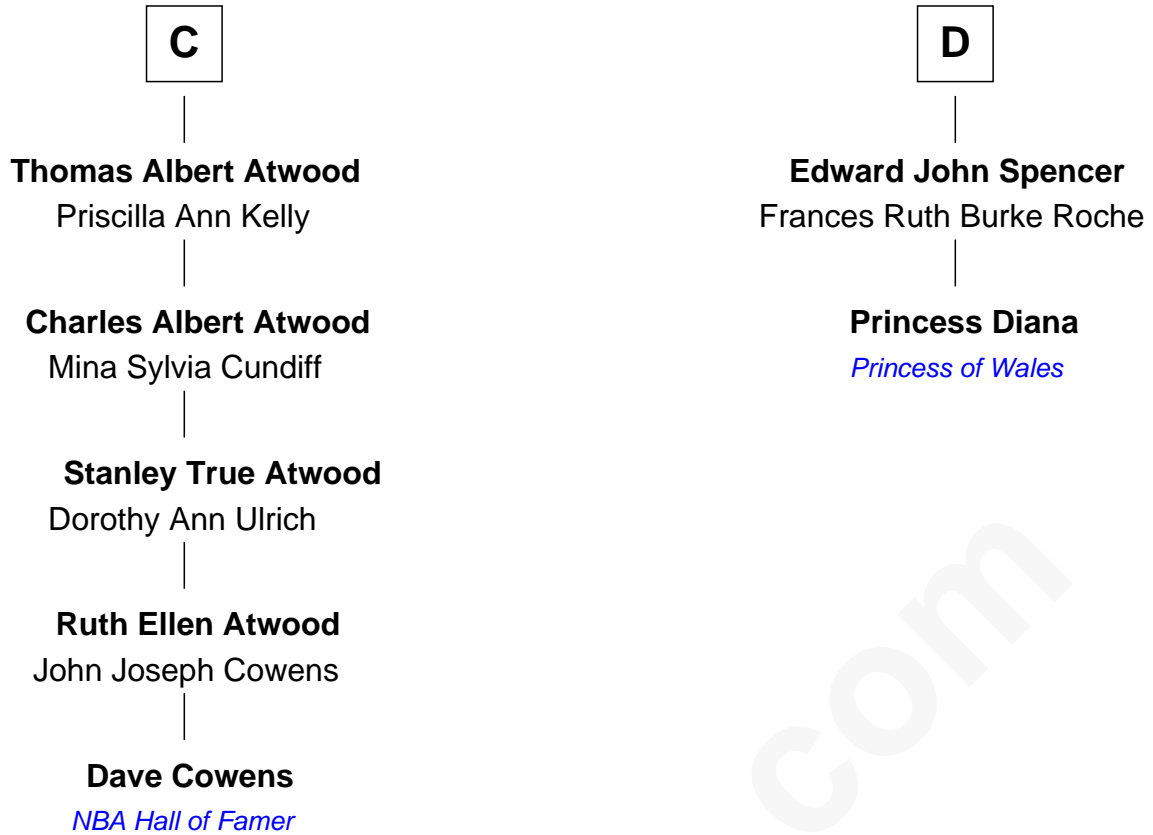 C
Thomas Albert Atwood
Priscilla Ann Kelly
Charles Albert Atwood
Mina Sylvia Cundiff
Stanley True Atwood
Dorothy Ann Ulrich
Ruth Ellen Atwood
John Joseph Cowens
Dave Cowens
NBA Hall of Famer
D
Edward John Spencer
Frances Ruth Burke Roche
Princess Diana
Princess of Wales
com